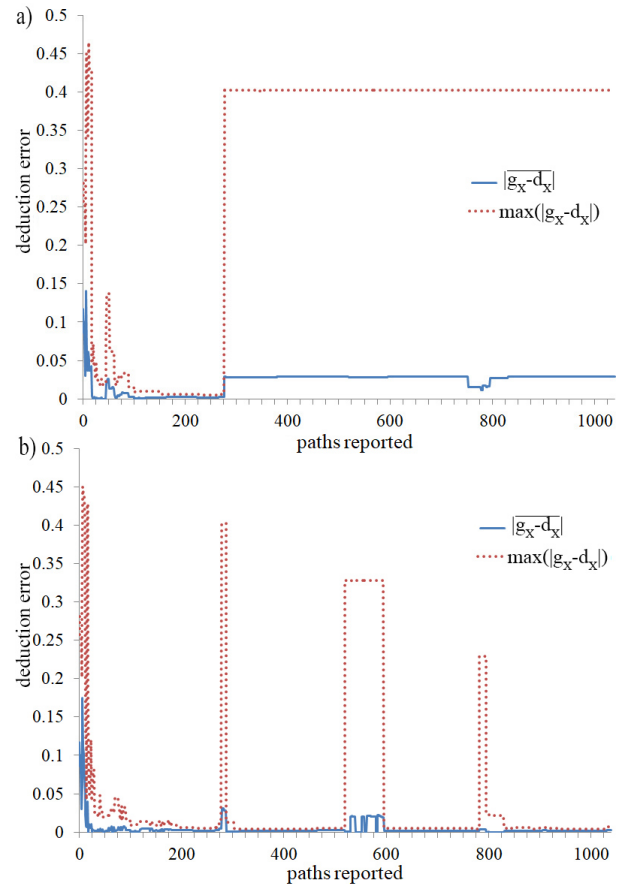 a)
0.5
0.45
0.4
0.35
0.3
0.25
0.2
0.15
0.1
0.05
0
deduction error
|gx-dx|
max(|gx-dx|)
0 200 400 600 800 1000
paths reported
b)
0.5
0.45
0.4
0.35
0.3
0.25
0.2
0.15
0.1
0.05
0
deduction error
|gx-dx|
max(|gx-dx|)
0 200 400 600 800 1000
paths reported